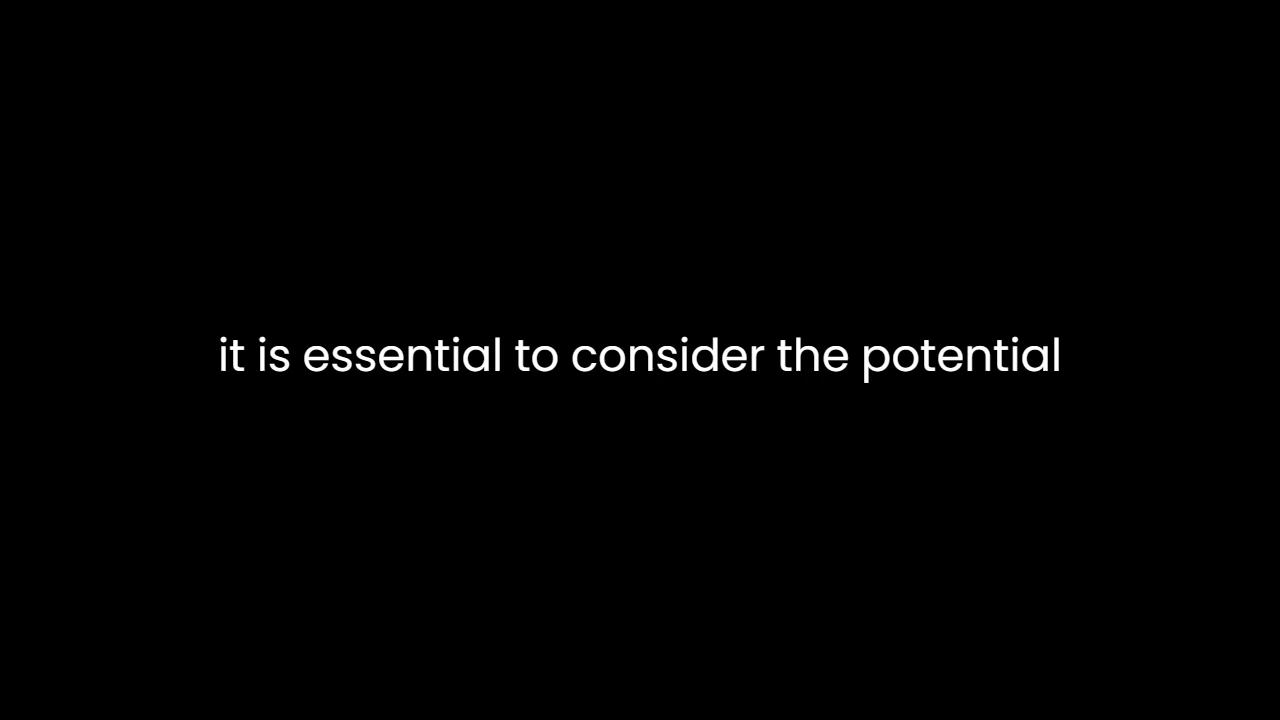 it is essential to consider the potential